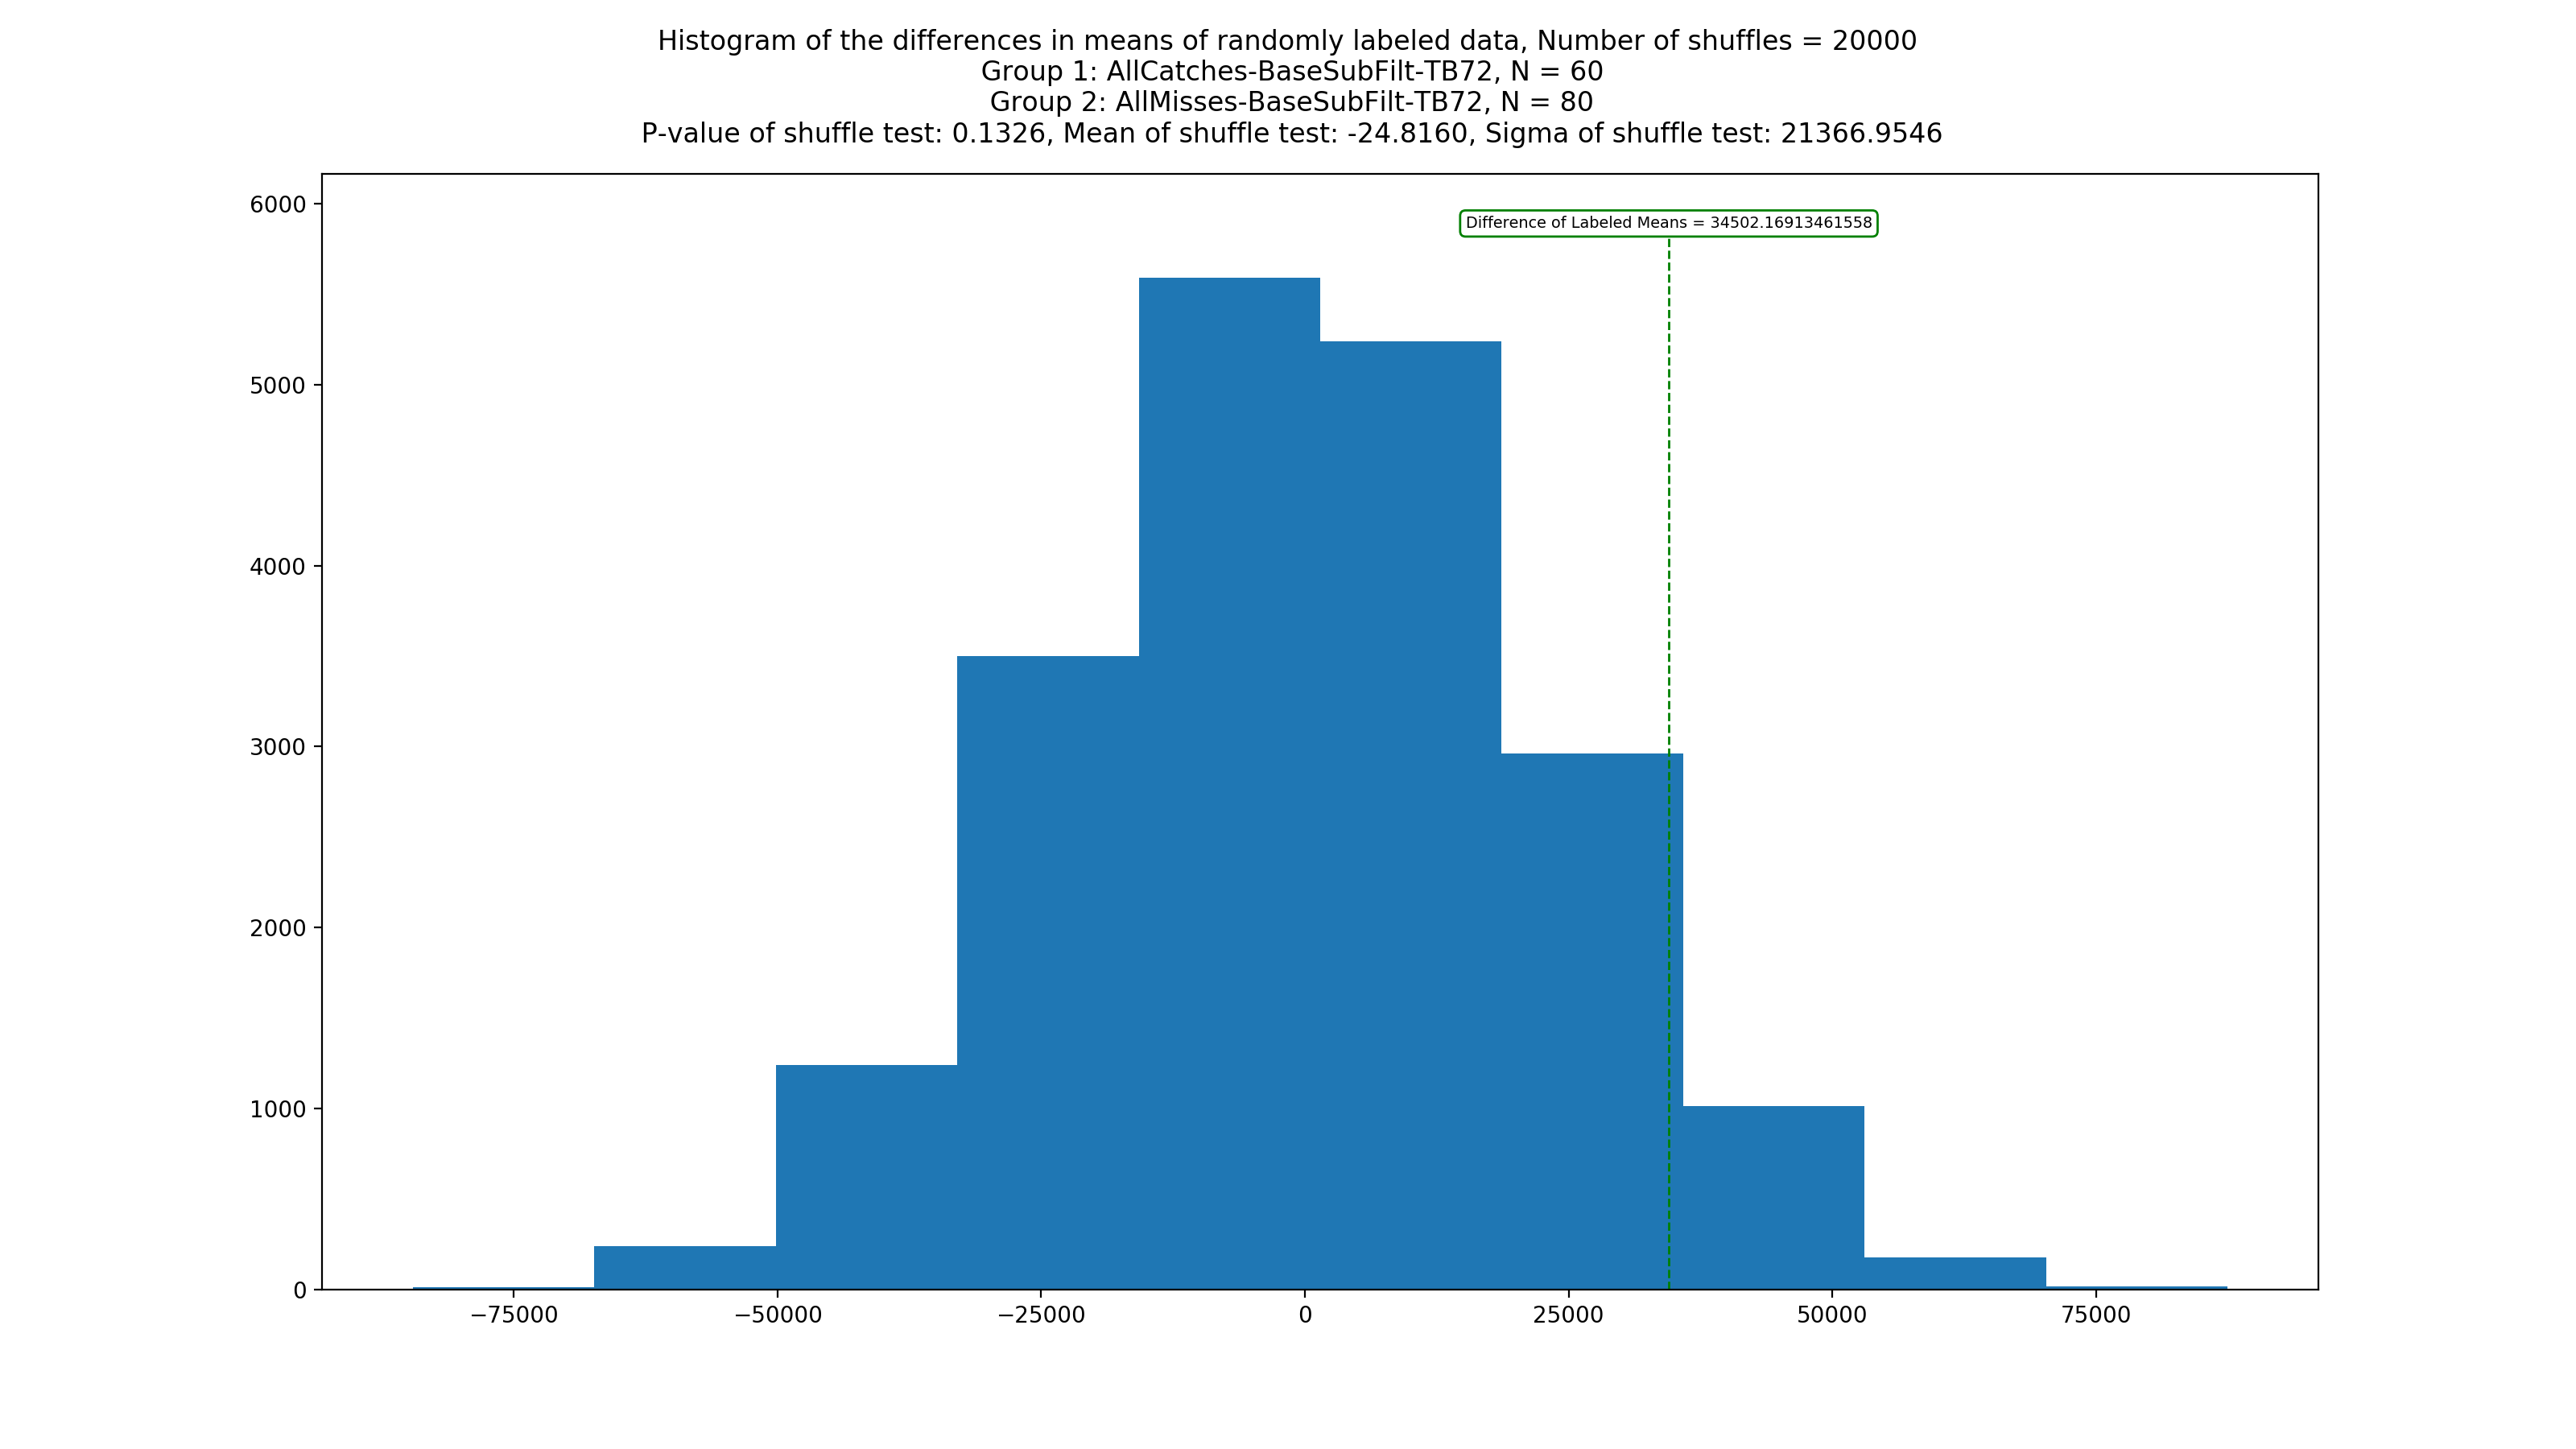 Histogram of the differences in means of randomly labeled data, Number of shuffles = 20000
Group 1: AllCatches-BaseSubFilt-TB72, N = 60
Group 2: AllMisses-BaseSubFilt-TB72, N = 80
P-value of shuffle test: 0.1326, Mean of shuffle test: -24.8160, Sigma of shuffle test: 21366.9546
6000
Difference of Labeled Means = 34502.16913461558
5000
4000
3000
2000
1000
0
−75000 −50000 −25000 0 25000 50000 75000